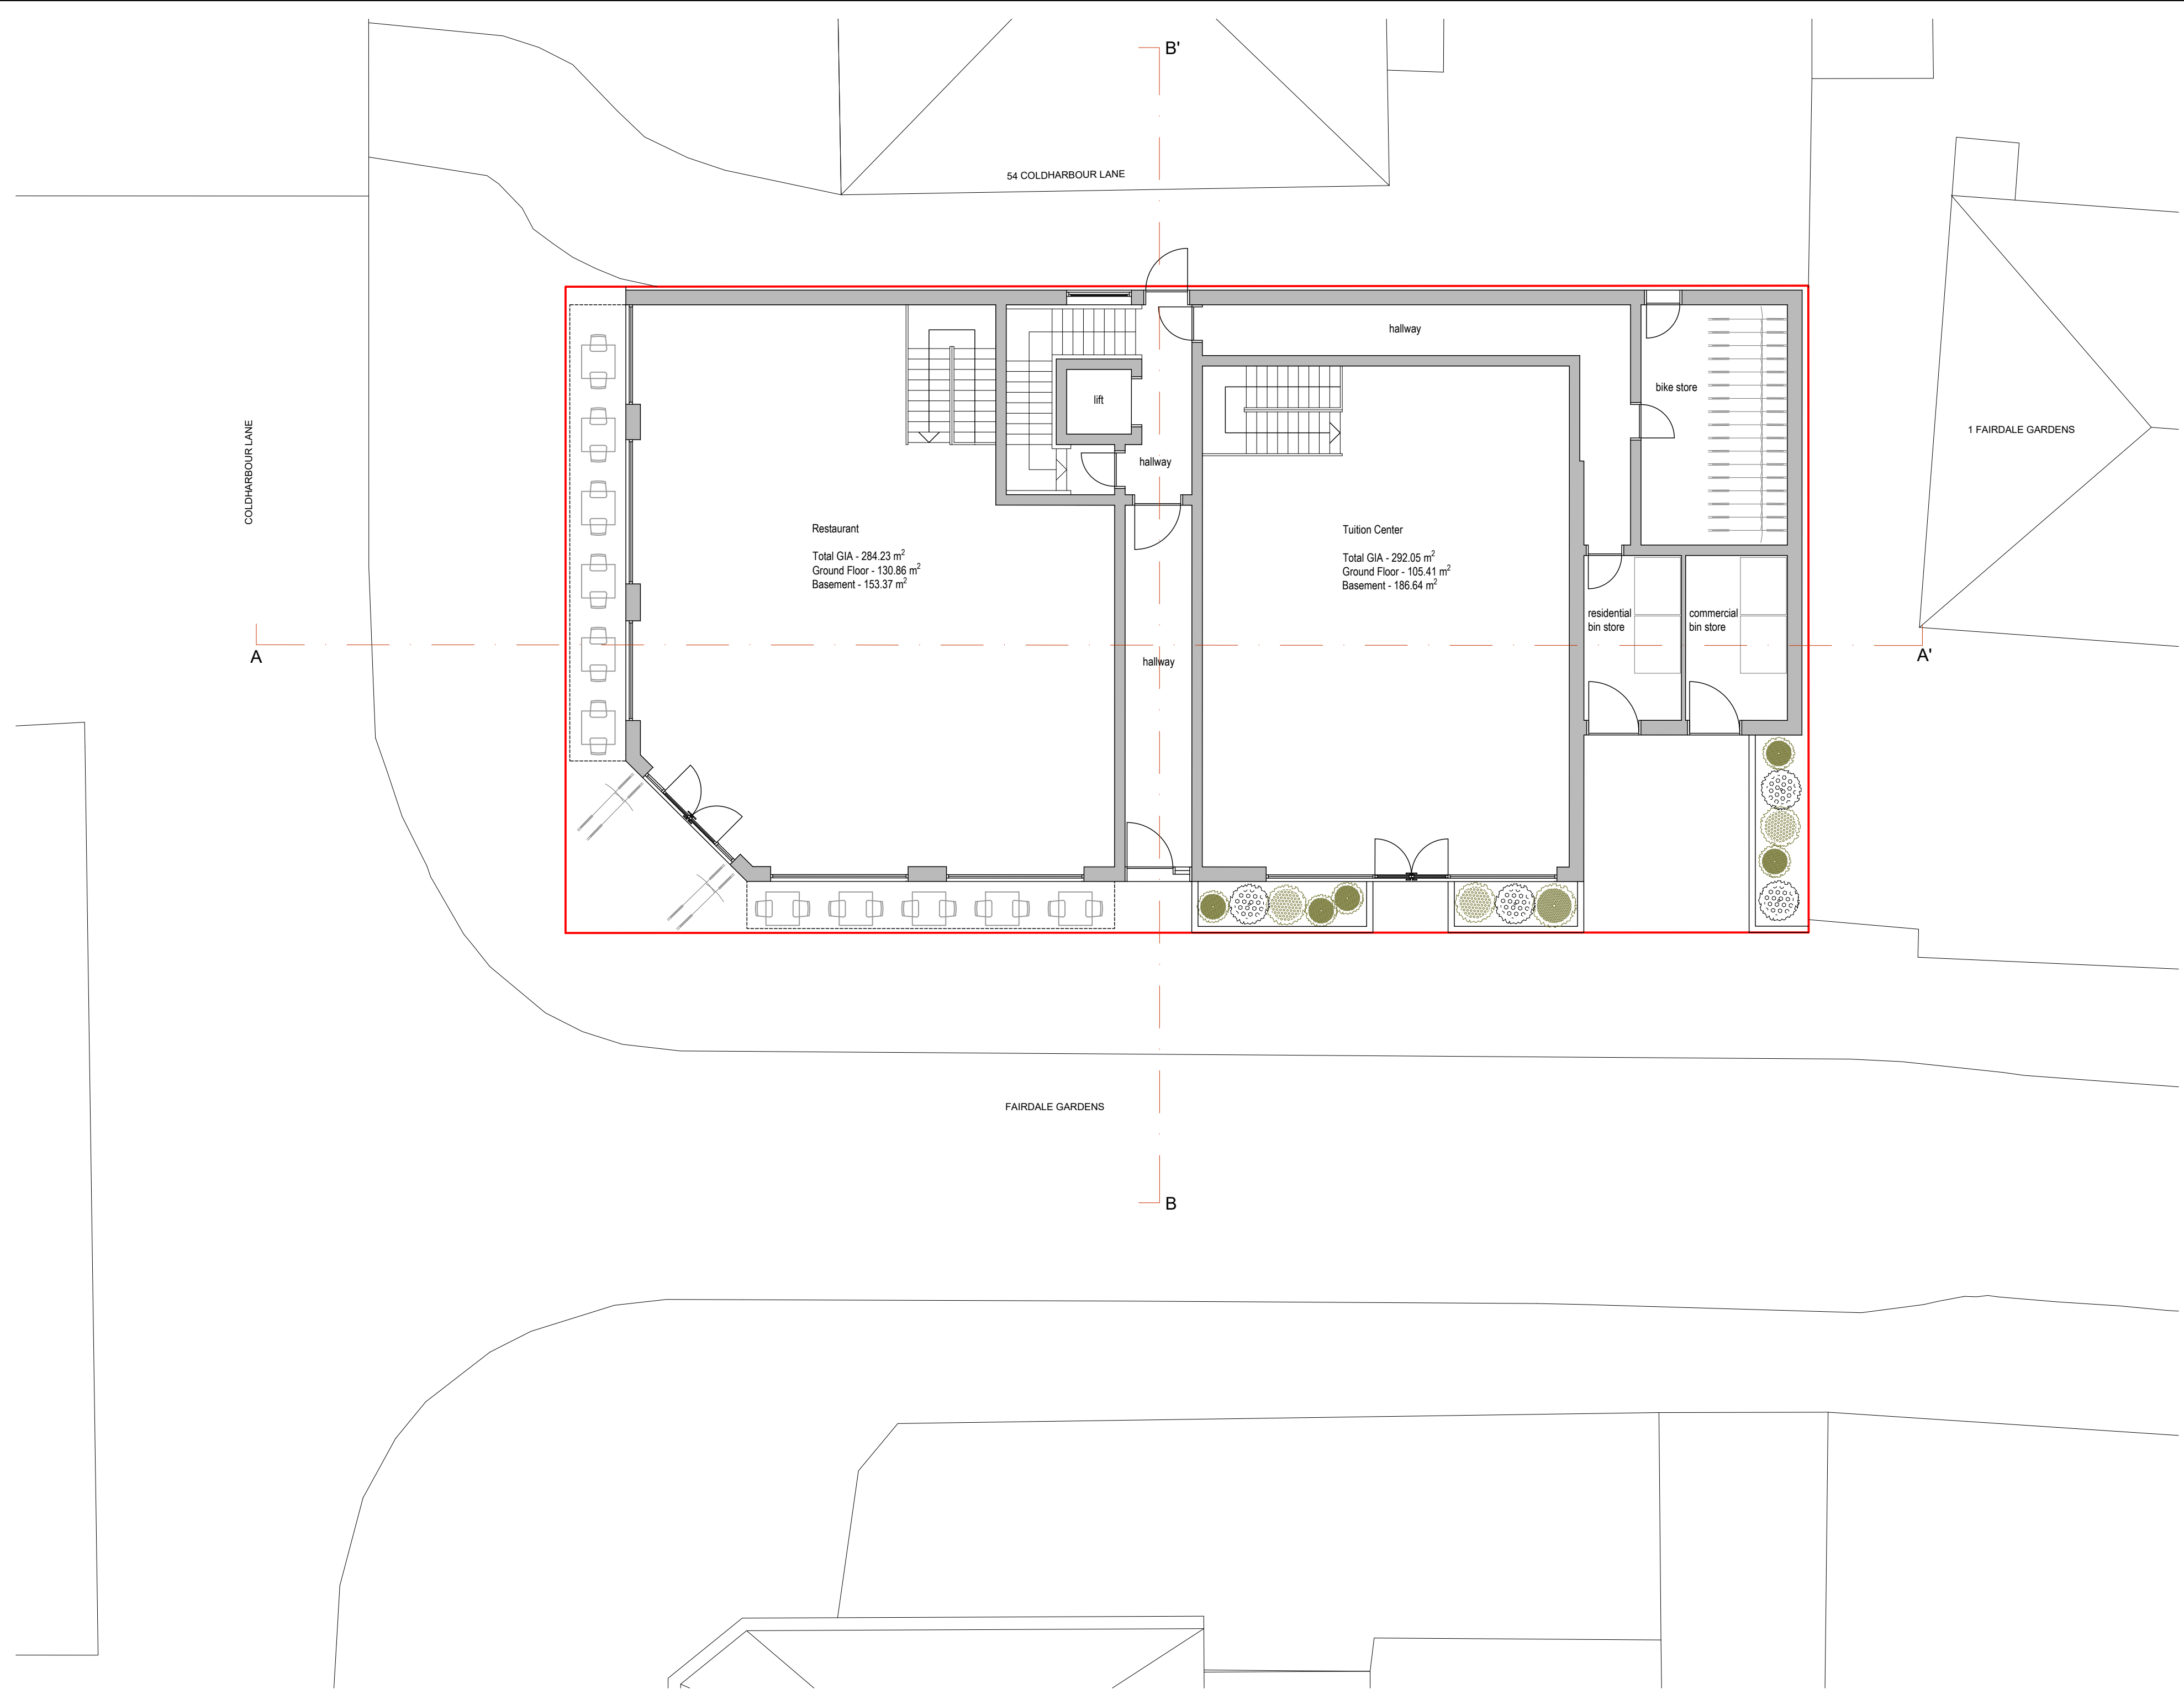 B'
54 COLDHARBOUR LANE
hallway
bike store
lift
COLDHARBOUR LANE
1 FAIRDALE GARDENS
hallway
Restaurant
Total GIA - 284.23 m²
Ground Floor - 130.86 m²
Basement - 153.37 m²
Tuition Center
Total GIA - 292.05 m²
Ground Floor - 105.41 m²
Basement - 186.64 m²
residential
bin store
commercial
bin store
A
A'
hallway
FAIRDALE GARDENS
B